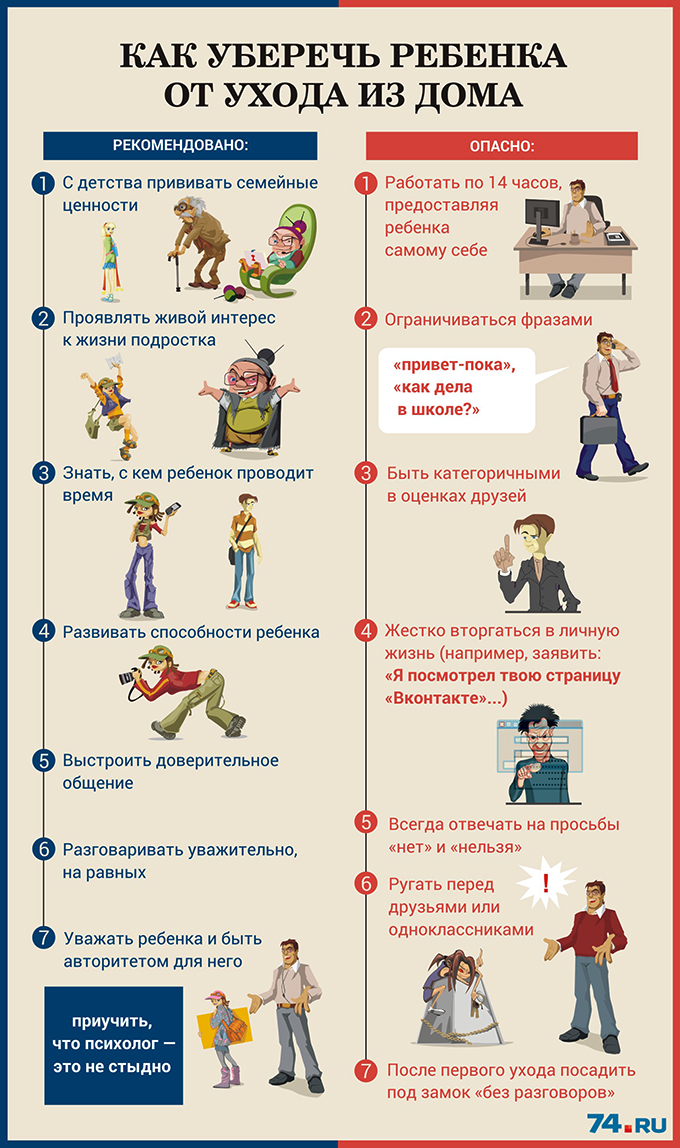 КАК УБЕРЕЧЬ РЕБЕНКА
ОТ УХОДА ИЗ ДОМА
РЕКОМЕНДОВАНО:
1 С детства прививать семейные
ценности
2 Проявлять живой интерес
к жизни подростка
3 Знать, с кем ребенок проводит
время
4 Развивать способности ребенка
5 Выстроить доверительное
общение
6 Разговаривать уважительно,
на равных
7 Уважать ребенка и быть
авторитетом для него
приучить,
что психолог —
это не стыдно
ОПАСНО:
1 Работать по 14 часов,
предоставляя
ребенка
самому себе
2 Ограничиваться фразами
«привет-пока»,
«как дела
в школе?»
3 Быть категоричными
в оценках друзей
4 Жестко вторгаться в личную
жизнь (например, заявить:
«Я посмотрел твою страницу
«Вконтакте»...)
5 Всегда отвечать на просьбы
«нет» и «нельзя»
6 Ругать перед
друзьями или
одноклассниками
!
7 После первого ухода посадить
под замок «без разговоров»
74.RU